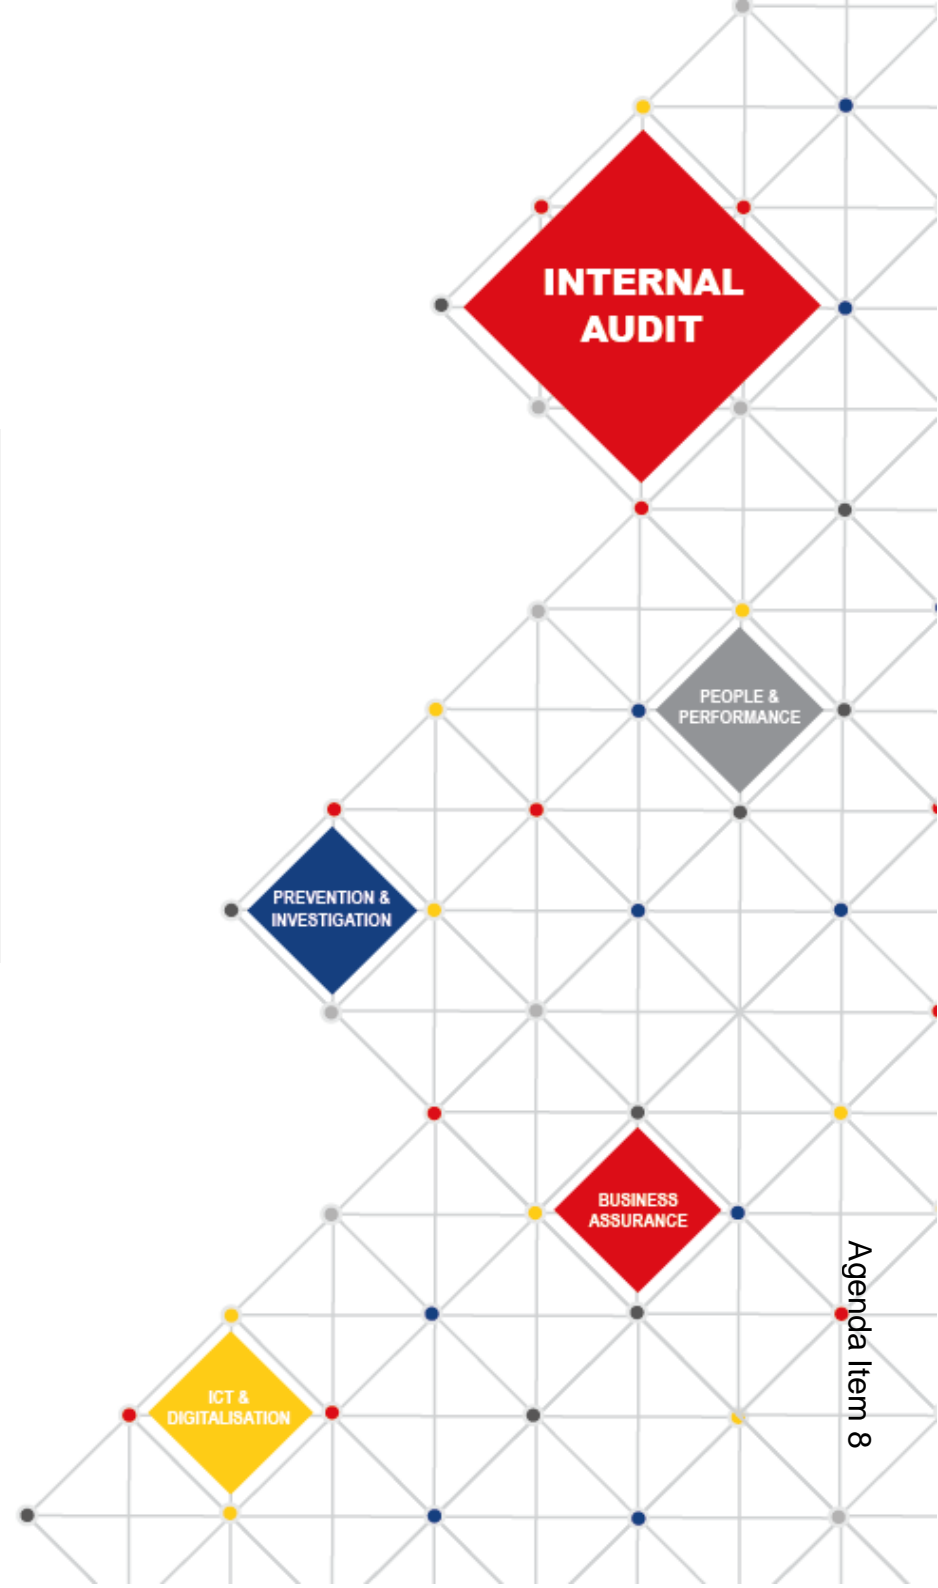 INTERNAL
AUDIT
PEOPLE &
PERFORMANCE
PREVENTION &
INVESTIGATION
BUSINESS
ASSURANCE
Agenda Item 8
ICT &
DIGITALISATION